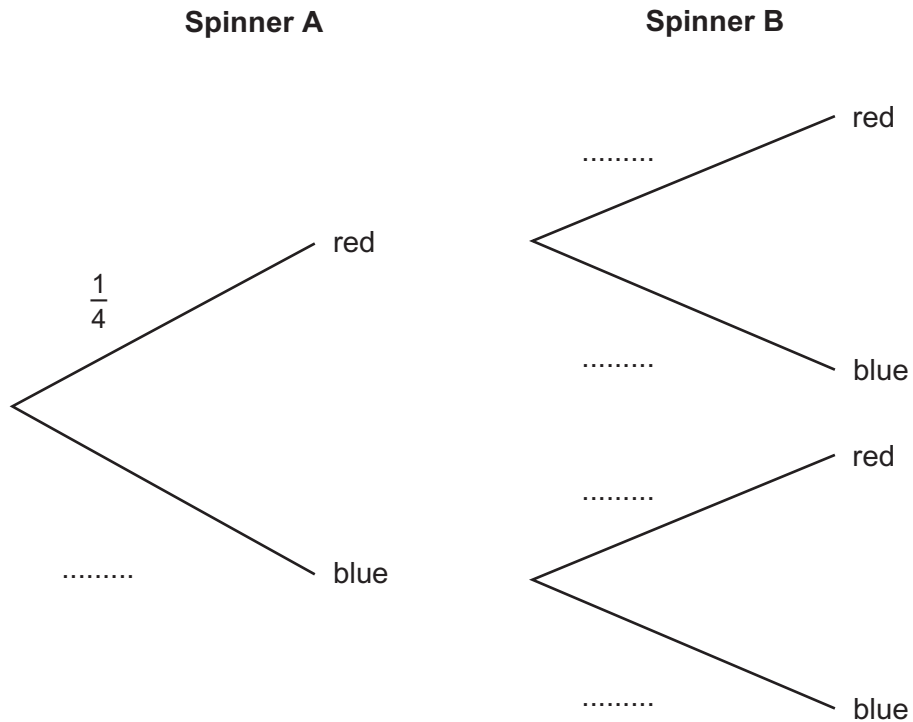 Spinner A Spinner B
red
.........
red
1/4
.........
blue
red
.........
......... blue
.........
blue